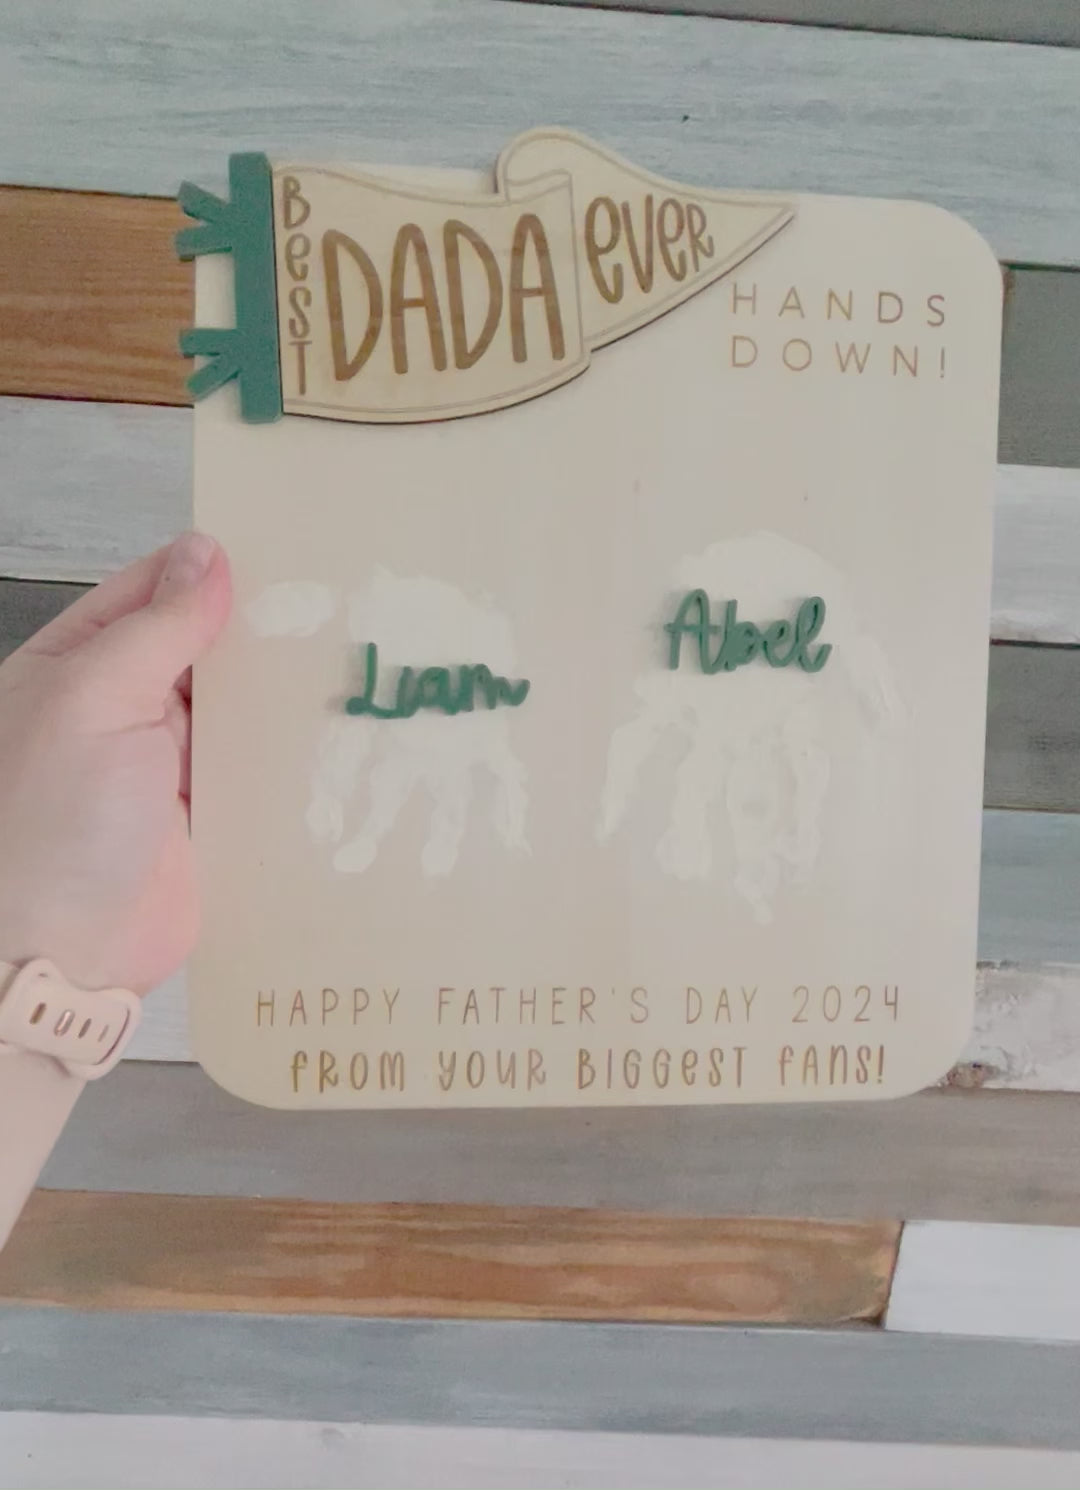 BeST DADA eVeR
HANDS
DOWN!
Liam
Abel
HAPPY FATHER'S DAY 2024
fROM YOUR BIGGeST fANS!